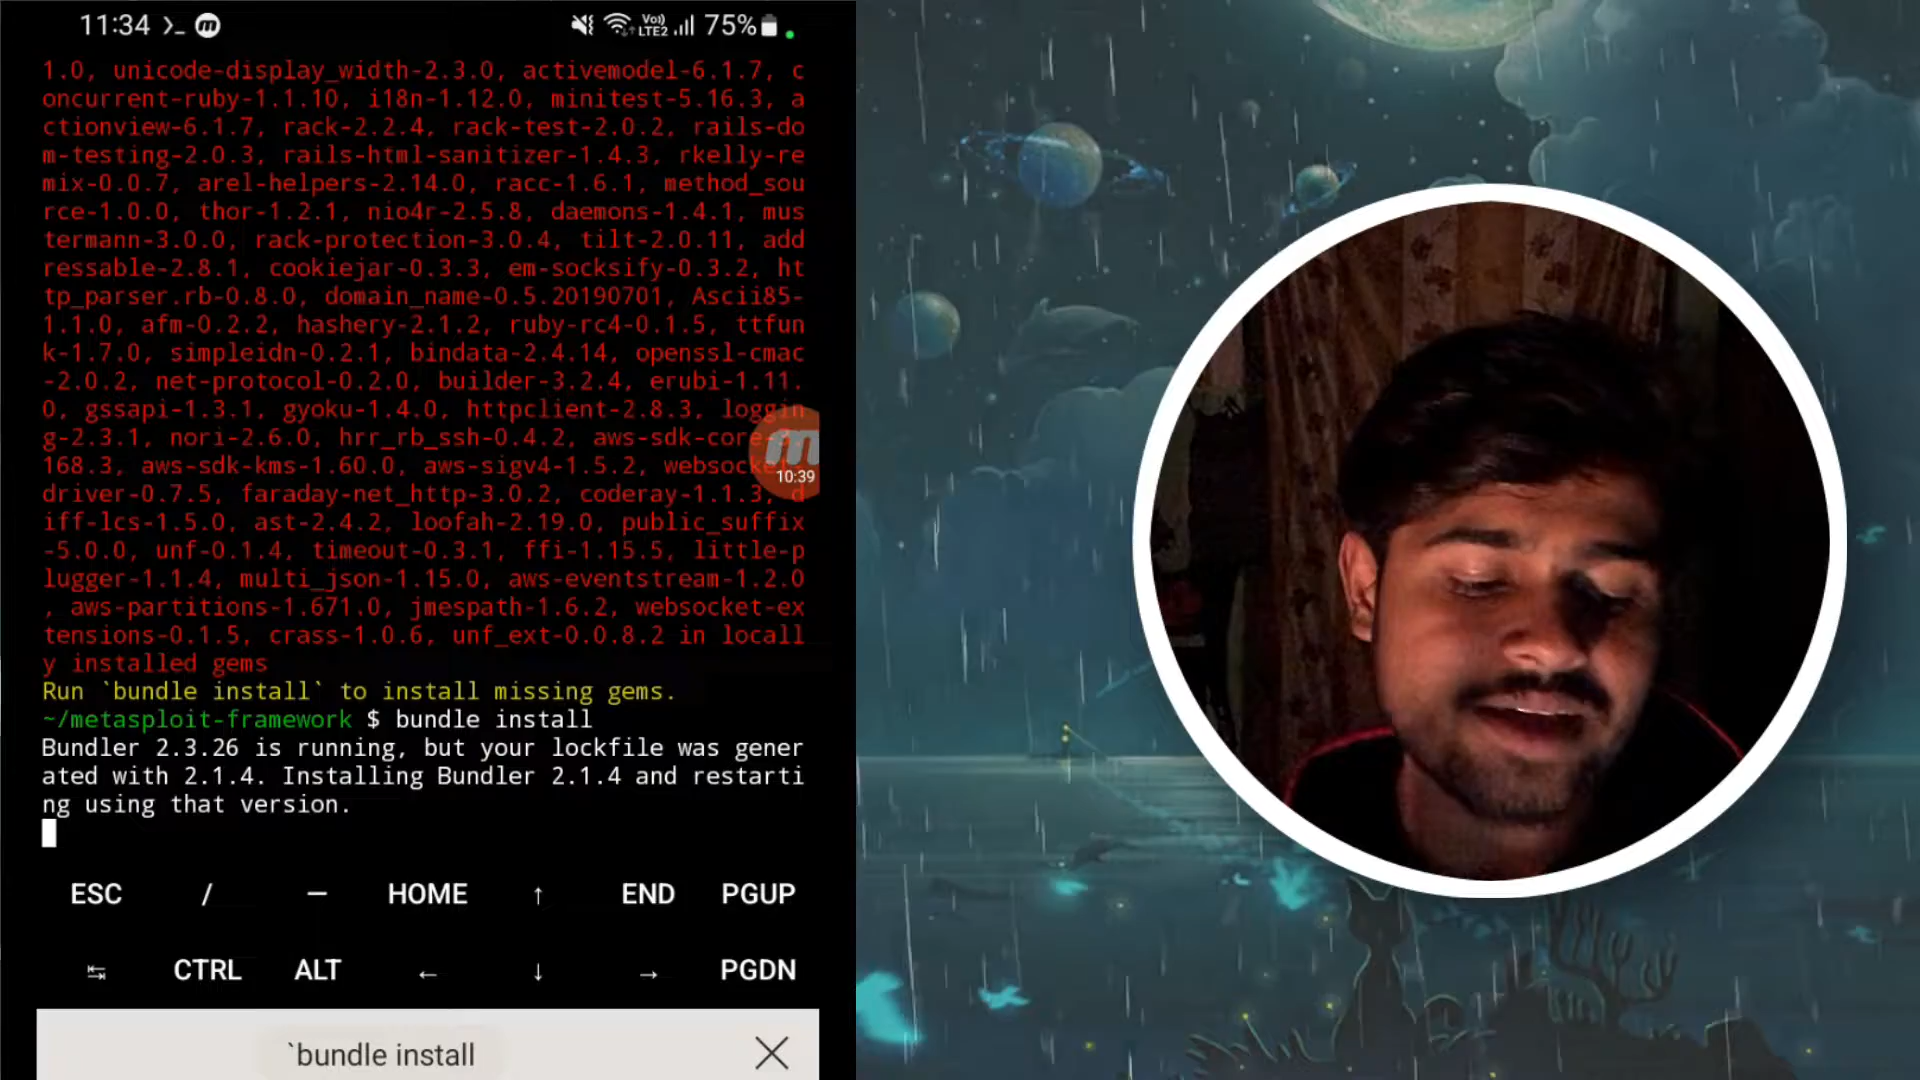 11:34 >_ m Vo) LTE2 75%
1.0, unicode-display_width-2.3.0, activemodel-6.1.7, c
oncurrent-ruby-1.1.10, i18n-1.12.0, minitest-5.16.3, a
ctionview-6.1.7, rack-2.2.4, rack-test-2.0.2, rails-do
m-testing-2.0.3, rails-html-sanitizer-1.4.3, rkelly-re
mix-0.0.7, arel-helpers-2.14.0, racc-1.6.1, method_sou
rce-1.0.0, thor-1.2.1, nio4r-2.5.8, daemons-1.4.1, mus
termann-3.0.0, rack-protection-3.0.4, tilt-2.0.11, add
ressable-2.8.1, cookiejar-0.3.3, em-socksify-0.3.2, ht
tp_parser.rb-0.8.0, domain_name-0.5.20190701, Ascii85-
1.1.0, afm-0.2.2, hashery-2.1.2, ruby-rc4-0.1.5, ttfun
k-1.7.0, simpleidn-0.2.1, bindata-2.4.14, openssl-cmac
-2.0.2, net-protocol-0.2.0, builder-3.2.4, erubi-1.11.
0, gssapi-1.3.1, gyoku-1.4.0, httpclient-2.8.3, loggin
g-2.3.1, nori-2.6.0, hrr_rb_ssh-0.4.2, aws-sdk-core
168.3, aws-sdk-kms-1.60.0, aws-sigv4-1.5.2, websock
m
10:39
driver-0.7.5, faraday-net_http-3.0.2, coderay-1.1.3, d
iff-lcs-1.5.0, ast-2.4.2, loofah-2.19.0, public_suffix
-5.0.0, unf-0.1.4, timeout-0.3.1, ffi-1.15.5, little-p
lugger-1.1.4, multi_json-1.15.0, aws-eventstream-1.2.0
, aws-partitions-1.671.0, jmespath-1.6.2, websocket-ex
tensions-0.1.5, crass-1.0.6, unf_ext-0.0.8.2 in locall
y installed gems
Run `bundle install` to install missing gems.
~/metasploit-framework $ bundle install
Bundler 2.3.26 is running, but your lockfile was gener
ated with 2.1.4. Installing Bundler 2.1.4 and restarti
ng using that version.
ESC / — HOME ↑ END PGUP
↹ CTRL ALT ← ↓ → PGDN
`bundle install